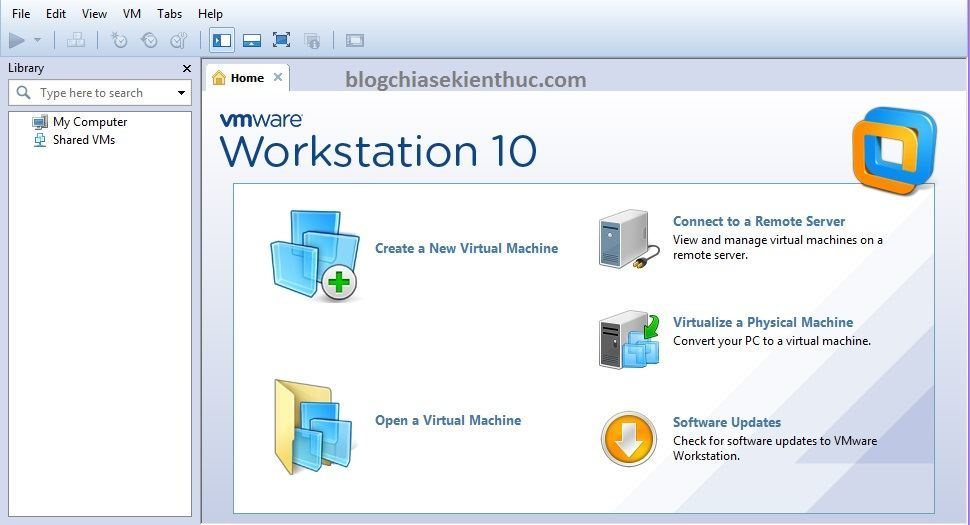 File Edit View VM Tabs Help
Library
Type here to search
My Computer
Shared VMs
Home
blogchiasekienthuc.com
vmware
Workstation 10
Create a New Virtual Machine
Open a Virtual Machine
Connect to a Remote Server
View and manage virtual machines on a
remote server.
Virtualize a Physical Machine
Convert your PC to a virtual machine.
Software Updates
Check for software updates to VMware
Workstation.